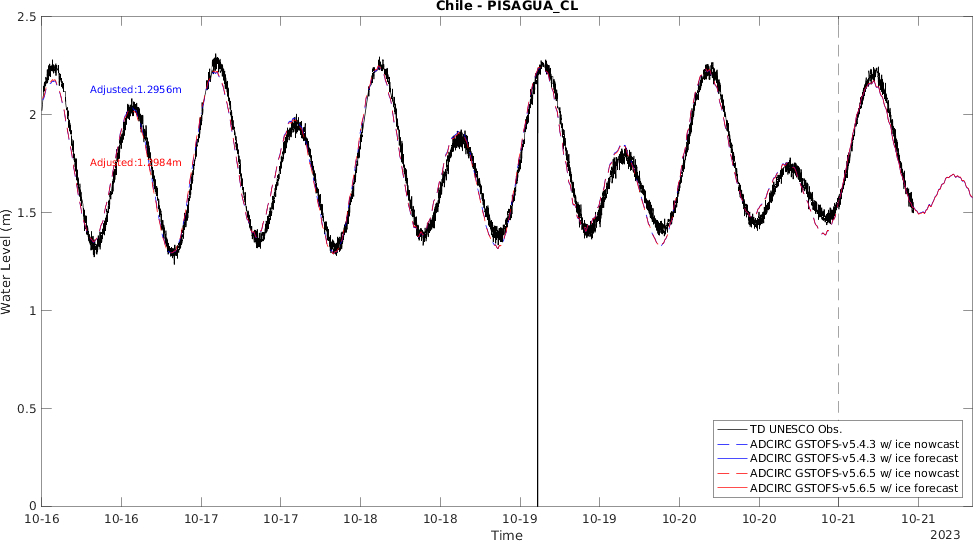 Chile - PISAGUA_CL
2.5
2
1.5
1
0.5
0
Water Level (m)
Adjusted:1.2956m
Adjusted:1.2984m
TD UNESCO Obs.
ADCIRC GSTOFS-v5.4.3 w/ ice nowcast
ADCIRC GSTOFS-v5.4.3 w/ ice forecast
ADCIRC GSTOFS-v5.6.5 w/ ice nowcast
ADCIRC GSTOFS-v5.6.5 w/ ice forecast
10-16 10-16 10-17 10-17 10-18 10-18 10-19 10-19 10-20 10-20 10-21 10-21
Time
2023